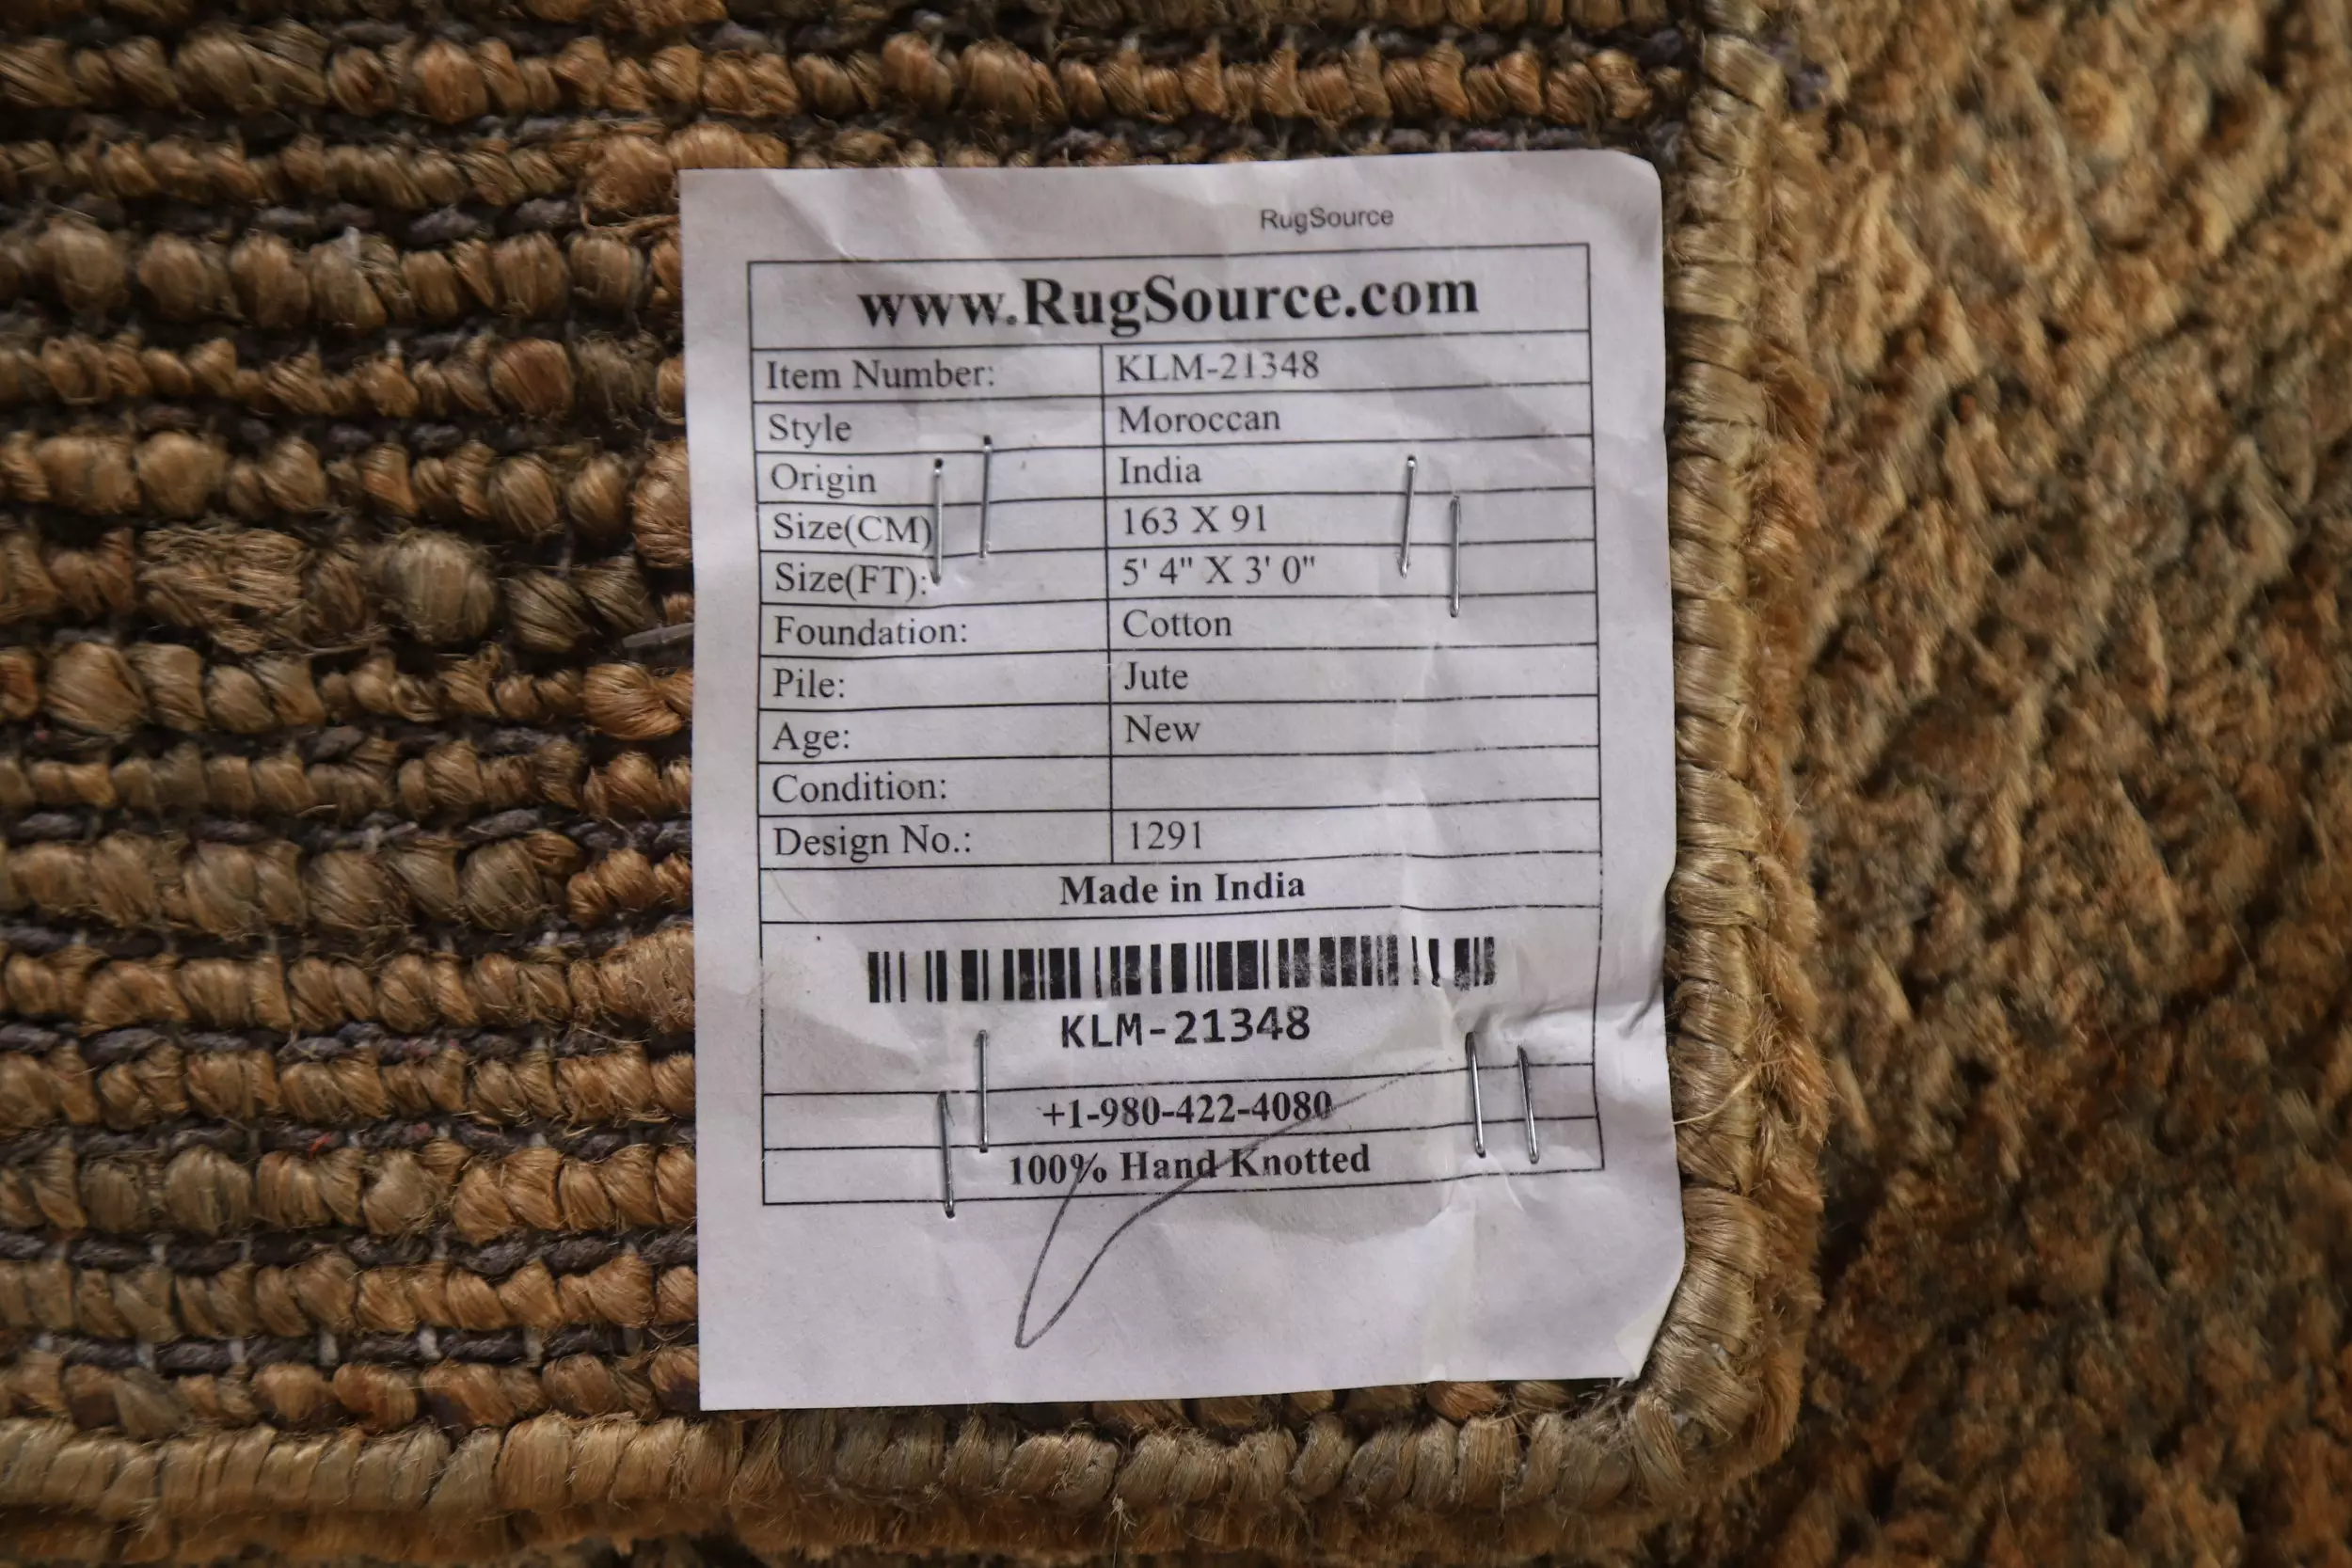 RugSource
www.RugSource.com
Item Number: KLM-21348
Style Moroccan
Origin India
Size(CM) 163 X 91
Size(FT): 5' 4" X 3' 0"
Foundation: Cotton
Pile: Jute
Age: New
Condition:
Design No.: 1291
Made in India
KLM-21348
+1-980-422-4080
100% Hand Knotted